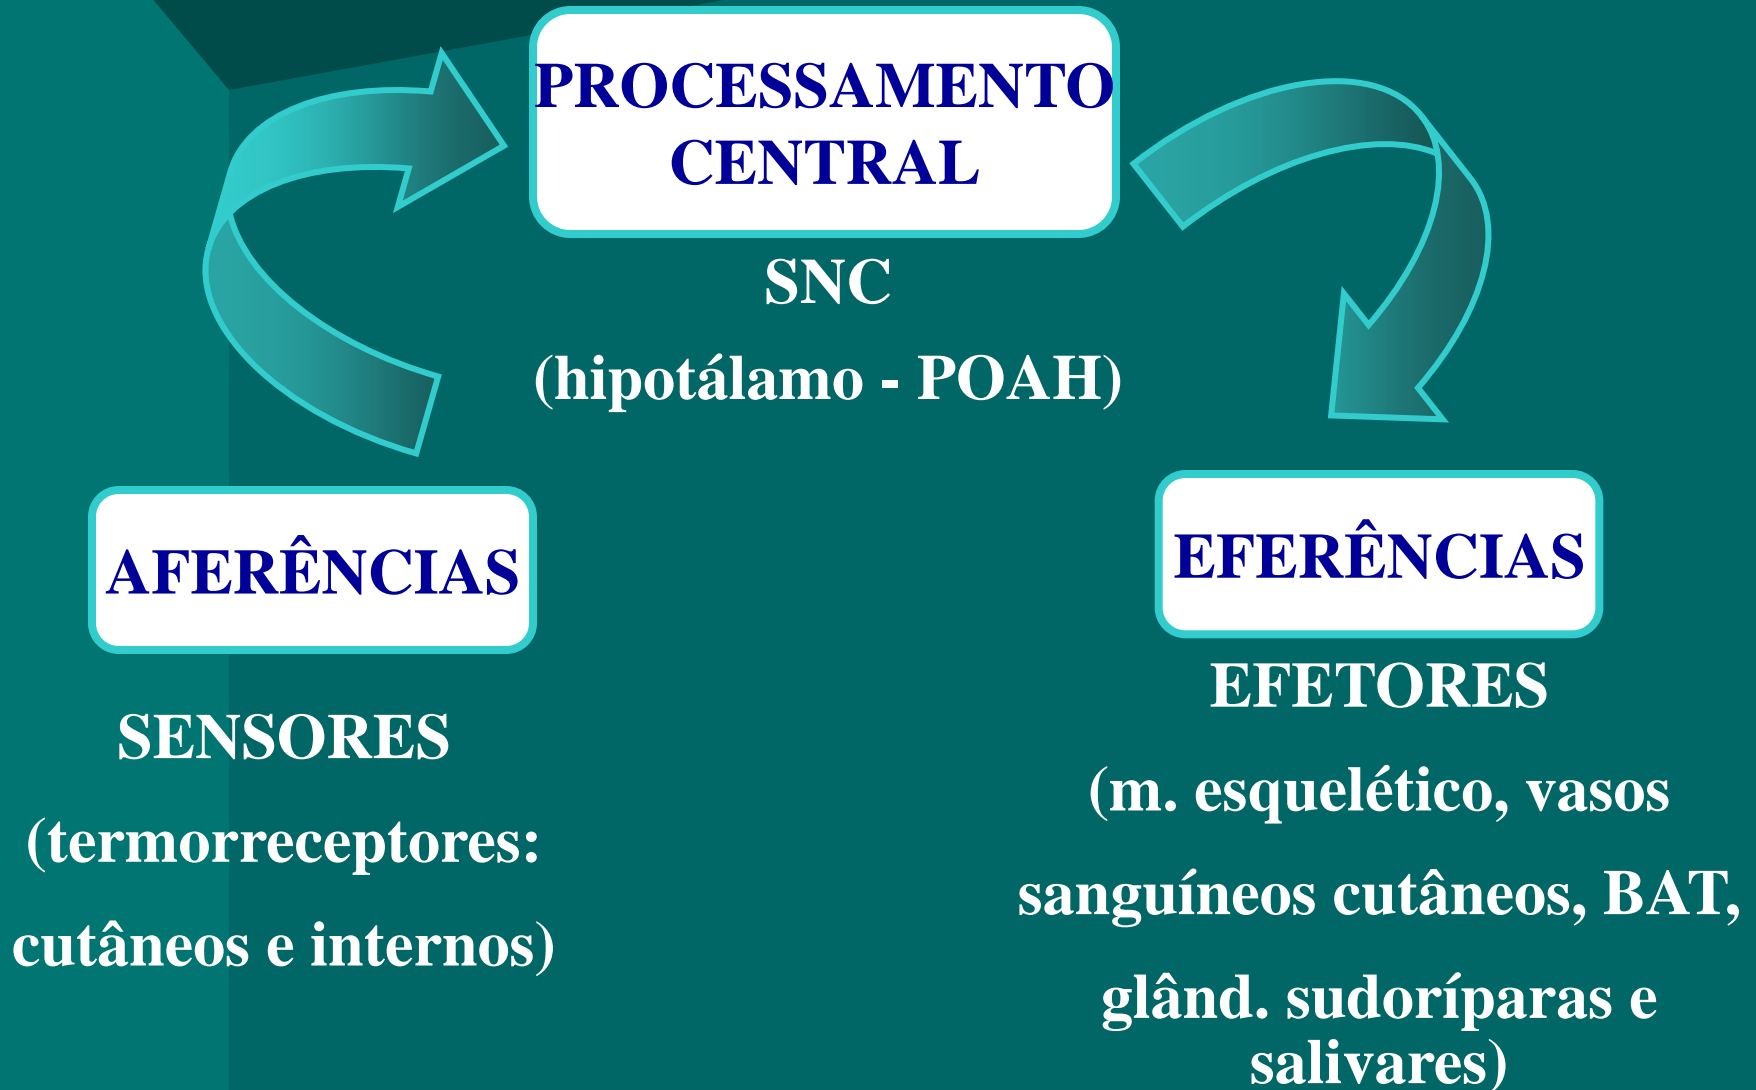 PROCESSAMENTO
CENTRAL
SNC
(hipotálamo - POAH)
AFERÊNCIAS
SENSORES
(termorreceptores:
cutâneos e internos)
EFERÊNCIAS
EFETORES
(m. esquelético, vasos
sanguíneos cutâneos, BAT,
glând. sudoríparas e
salivares)